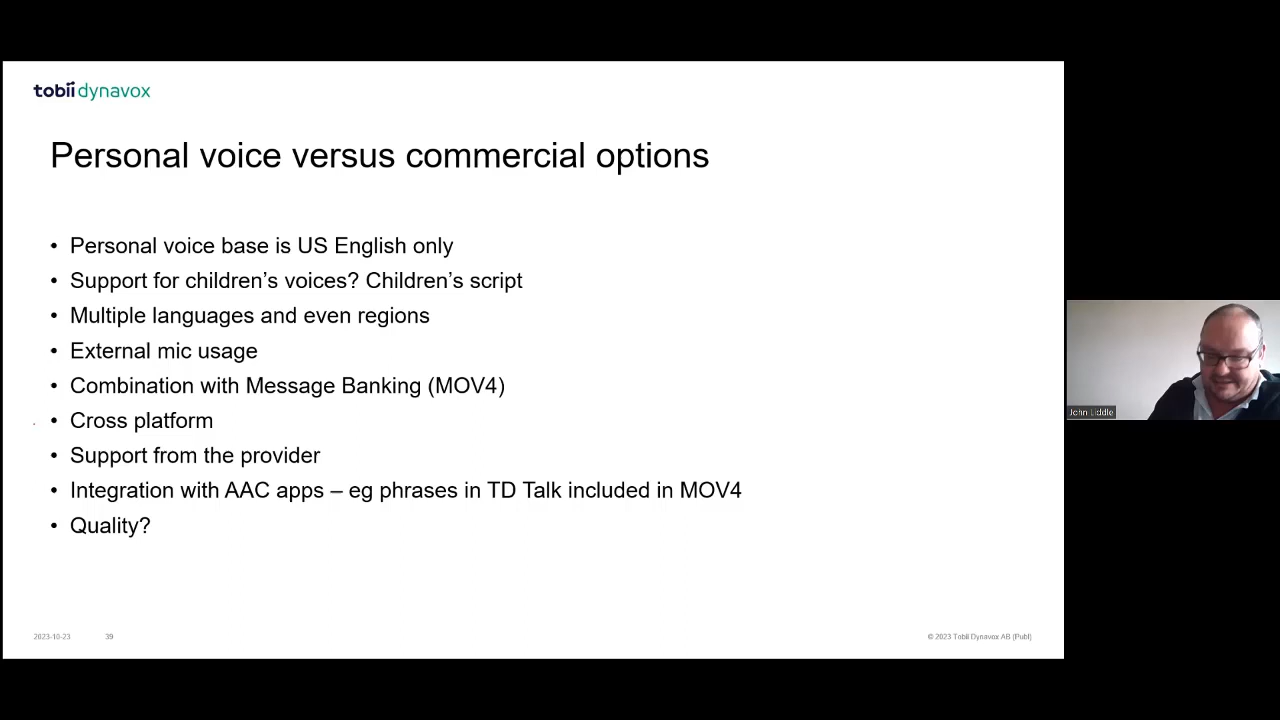 tobii dynavox
Personal voice versus commercial options
• Personal voice base is US English only
• Support for children’s voices? Children’s script
• Multiple languages and even regions
• External mic usage
• Combination with Message Banking (MOV4)
• Cross platform
• Support from the provider
• Integration with AAC apps – eg phrases in TD Talk included in MOV4
• Quality?
John Liddle
2023-10-23 39 © 2023 Tobii Dynavox AB (Publ)